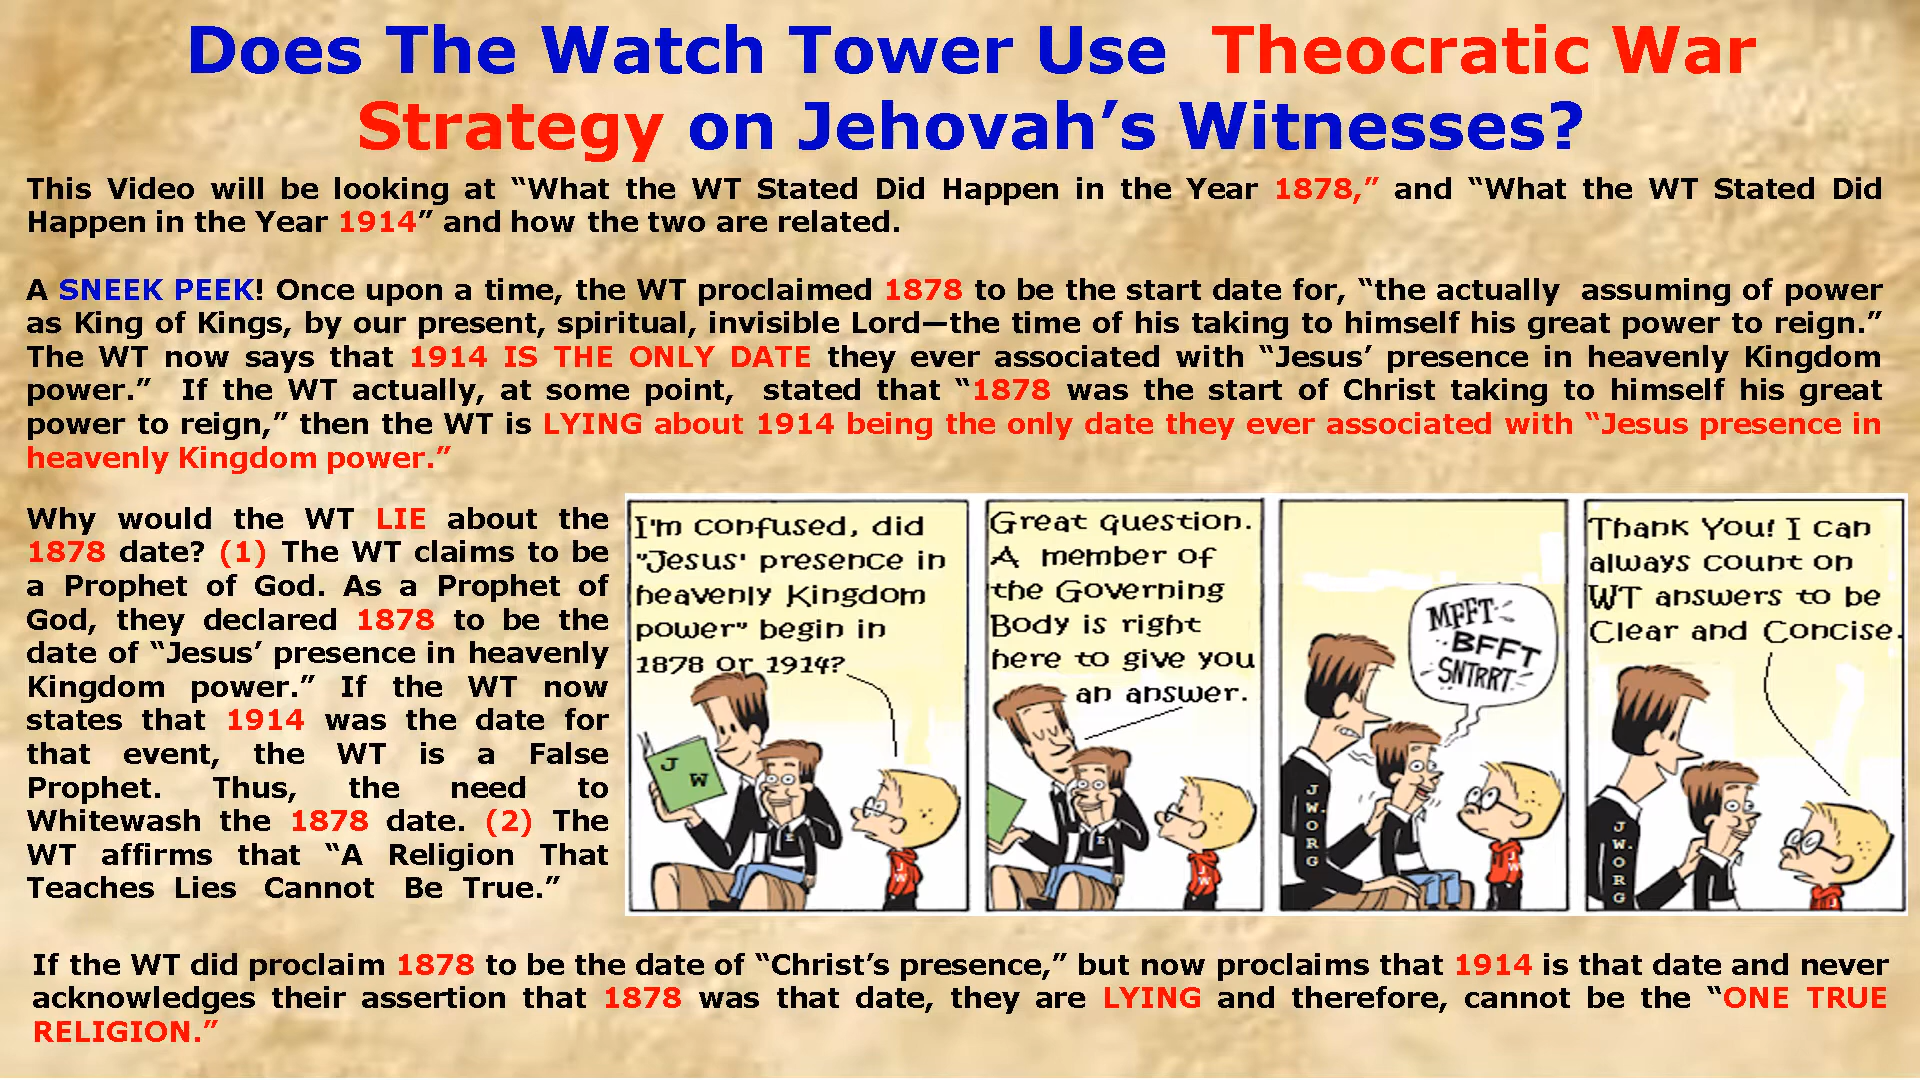 Does The Watch Tower Use Theocratic War
Strategy on Jehovah’s Witnesses?
This Video will be looking at “What the WT Stated Did Happen in the Year 1878,” and “What the WT Stated Did
Happen in the Year 1914” and how the two are related.
A SNEEK PEEK! Once upon a time, the WT proclaimed 1878 to be the start date for, “the actually assuming of power
as King of Kings, by our present, spiritual, invisible Lord—the time of his taking to himself his great power to reign.”
The WT now says that 1914 IS THE ONLY DATE they ever associated with “Jesus’ presence in heavenly Kingdom
power.” If the WT actually, at some point, stated that “1878 was the start of Christ taking to himself his great
power to reign,” then the WT is LYING about 1914 being the only date they ever associated with “Jesus presence in
heavenly Kingdom power.”
Why would the WT LIE about the
1878 date? (1) The WT claims to be
a Prophet of God. As a Prophet of
God, they declared 1878 to be the
date of “Jesus’ presence in heavenly
Kingdom power.” If the WT now
states that 1914 was the date for
that event, the WT is a False
Prophet. Thus, the need to
Whitewash the 1878 date. (2) The
WT affirms that “A Religion That
Teaches Lies Cannot Be True.”
I'm confused, did
"Jesus' presence in
heavenly Kingdom
power" begin in
1878 or 1914?
J
W
JW
Great question.
A member of
the Governing
Body is right
here to give you
an answer.
JW
MFFT
BFFT
SNTRRT
JW.ORG
JW
Thank You! I can
always count on
WT answers to be
Clear and Concise.
JW.ORG
If the WT did proclaim 1878 to be the date of “Christ’s presence,” but now proclaims that 1914 is that date and never
acknowledges their assertion that 1878 was that date, they are LYING and therefore, cannot be the “ONE TRUE
RELIGION.”